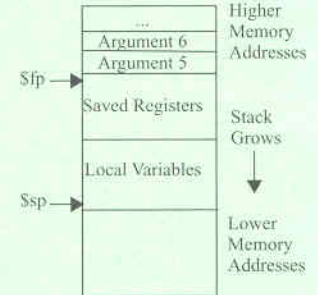 ...
Argument 6
Argument 5
$fp
Saved Registers
Local Variables
$sp
Higher
Memory
Addresses
Stack
Grows
Lower
Memory
Addresses